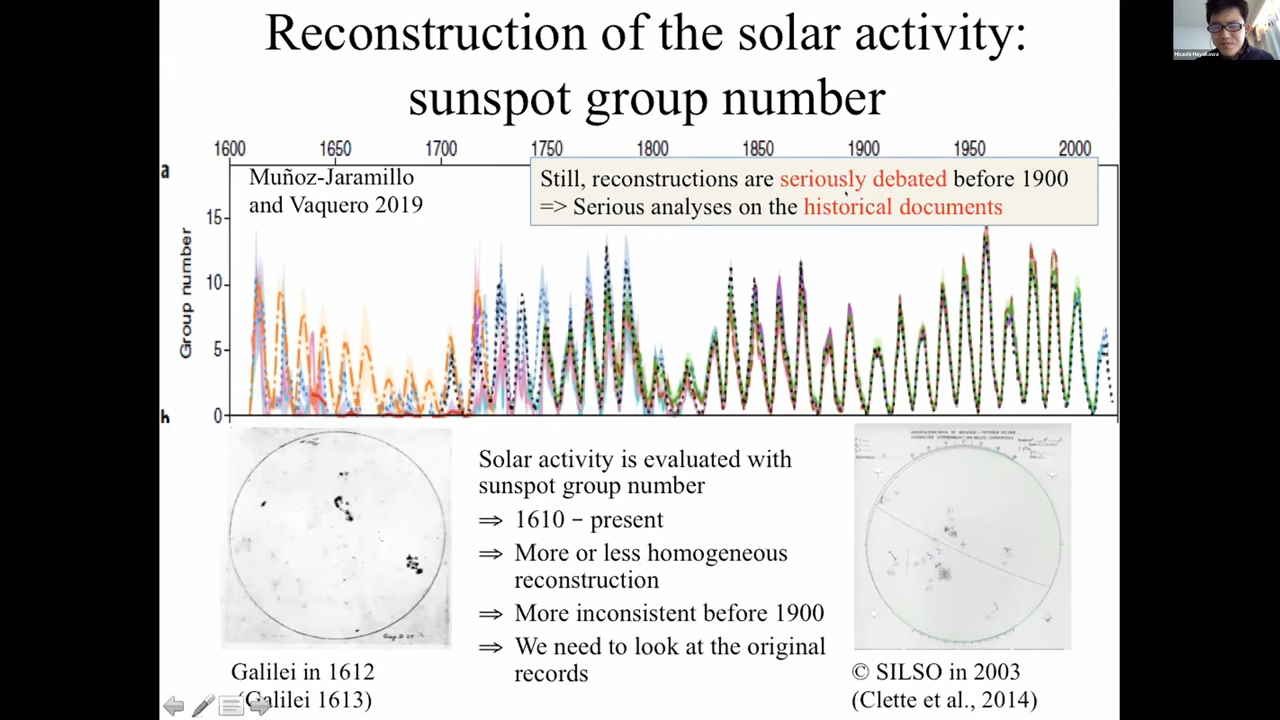 Reconstruction of the solar activity:
sunspot group number
Hisashi Hayakawa
1600 1650 1700 1750 1800 1850 1900 1950 2000
a
Muñoz-Jaramillo
and Vaquero 2019
Still, reconstructions are seriously debated before 1900
=> Serious analyses on the historical documents
Group number
15
10
5
0
h
Solar activity is evaluated with
sunspot group number
⇒ 1610 – present
⇒ More or less homogeneous
reconstruction
⇒ More inconsistent before 1900
⇒ We need to look at the original
records
Galilei in 1612
(Galilei 1613)
© SILSO in 2003
(Clette et al., 2014)